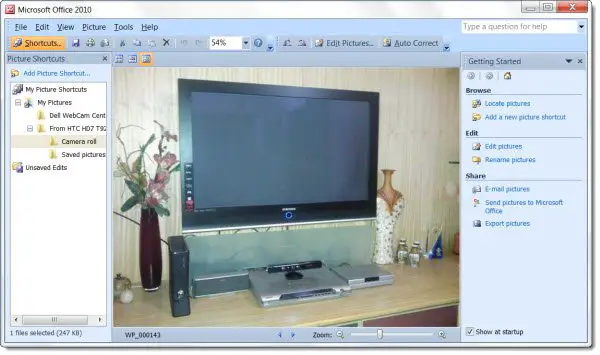 Microsoft Office 2010
File Edit View Picture Tools Help
Type a question for help
Shortcuts...
54%
Edit Pictures...
Auto Correct
Picture Shortcuts
Getting Started
Add Picture Shortcut...
My Picture Shortcuts
My Pictures
Dell WebCam Cent
From HTC HD7 T92
Camera roll
Saved pictures
Unsaved Edits
Browse
Locate pictures
Add a new picture shortcut
Edit
Edit pictures
Rename pictures
Share
E-mail pictures
Send pictures to Microsoft
Office
Export pictures
SAMSUNG
1 files selected (247 KB)
WP_000143
Zoom:
Show at startup